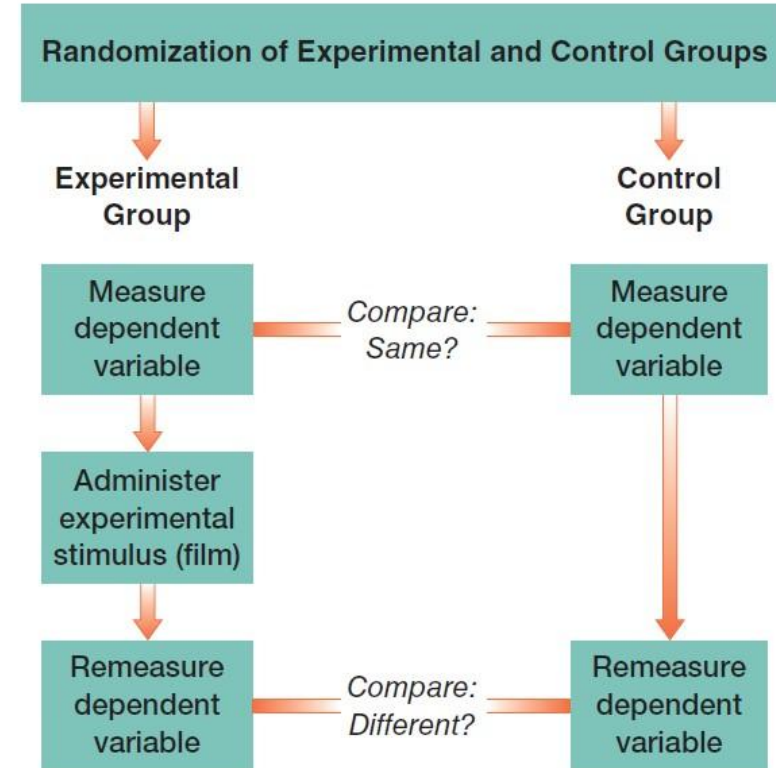 Randomization of Experimental and Control Groups
Experimental
Group
Control
Group
Measure
dependent
variable
Compare:
Same?
Measure
dependent
variable
Administer
experimental
stimulus (film)
Remeasure
dependent
variable
Compare:
Different?
Remeasure
dependent
variable